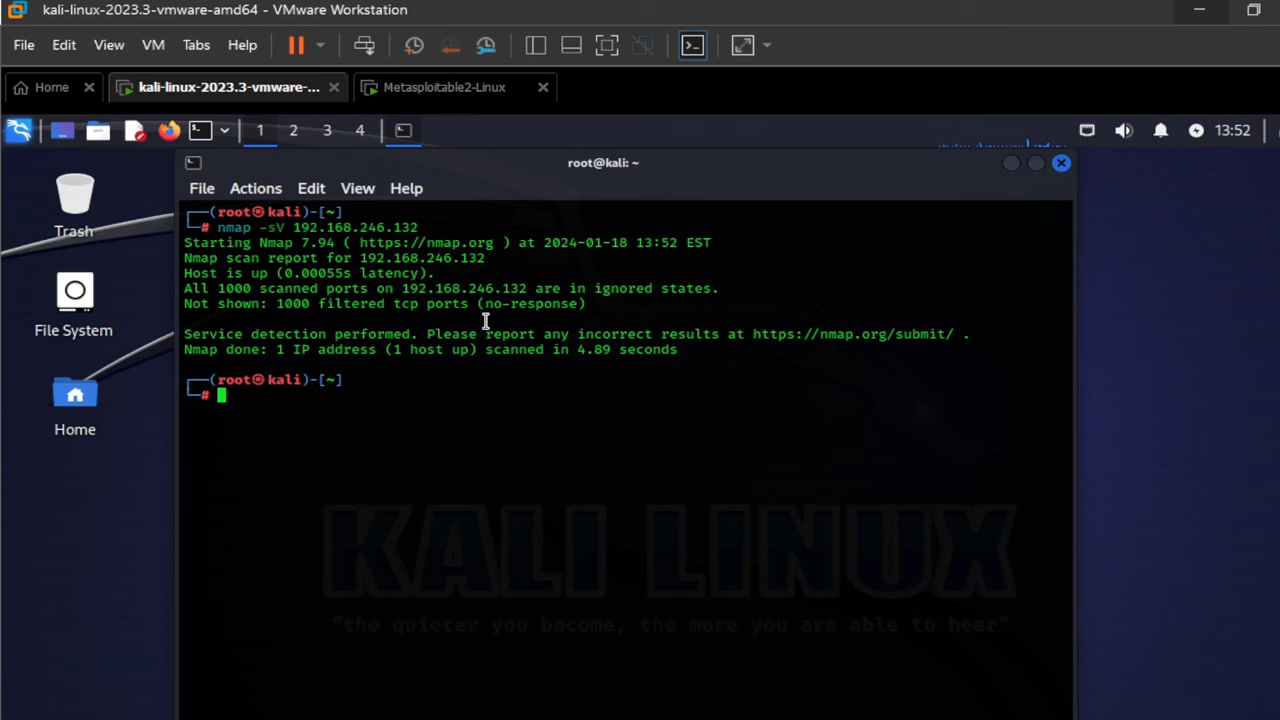 kali-linux-2023.3-vmware-amd64 - VMware Workstation
File Edit View VM Tabs Help
Home kali-linux-2023.3-vmware-... Metasploitable2-Linux
1 2 3 4 13:52
root@kali: ~
File Actions Edit View Help
Trash
File System
Home
┌──(root㉿kali)-[~]
└─# nmap -sV 192.168.246.132
Starting Nmap 7.94 ( https://nmap.org ) at 2024-01-18 13:52 EST
Nmap scan report for 192.168.246.132
Host is up (0.00055s latency).
All 1000 scanned ports on 192.168.246.132 are in ignored states.
Not shown: 1000 filtered tcp ports (no-response)
Service detection performed. Please report any incorrect results at https://nmap.org/submit/ .
Nmap done: 1 IP address (1 host up) scanned in 4.89 seconds
┌──(root㉿kali)-[~]
└─#
KALI LINUX
"the quieter you become, the more you are able to hear"